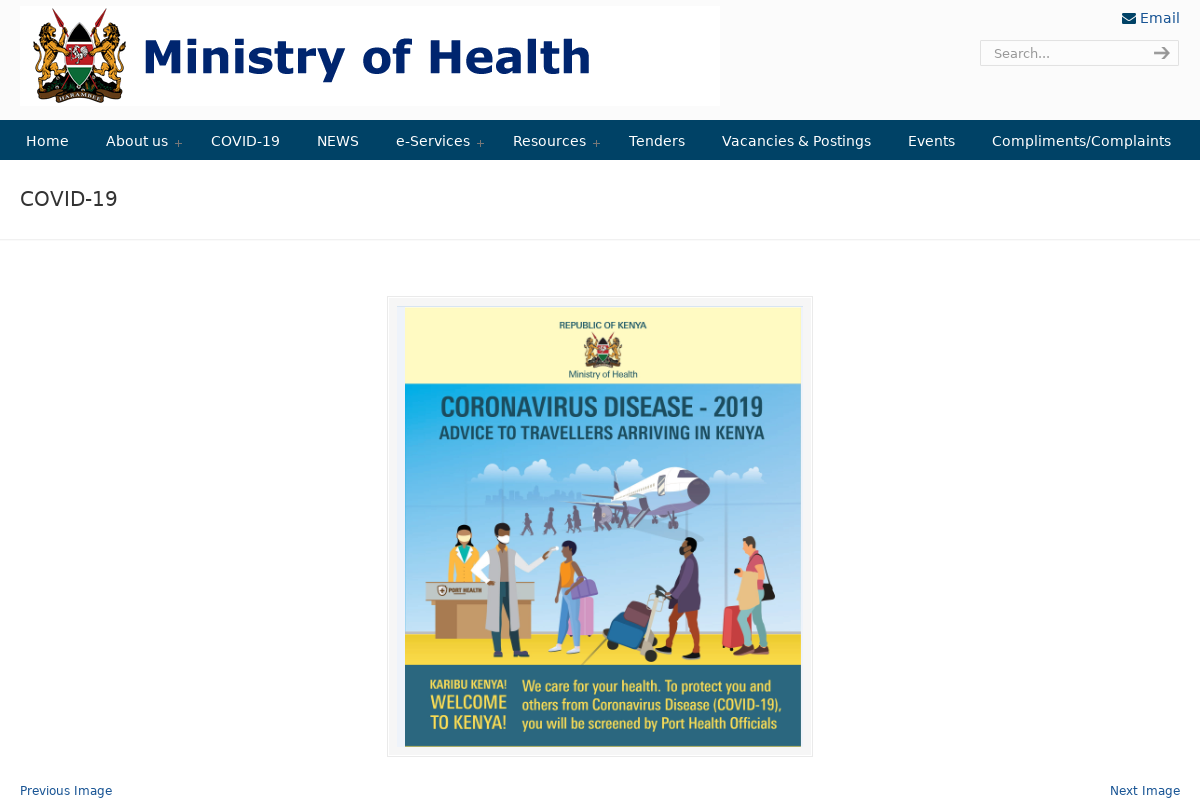 HARAMBEE
Ministry of Health
Email
Search...
Home About us + COVID-19 NEWS e-Services + Resources + Tenders Vacancies & Postings Events Compliments/Complaints
COVID-19
REPUBLIC OF KENYA
Ministry of Health
CORONAVIRUS DISEASE - 2019
ADVICE TO TRAVELLERS ARRIVING IN KENYA
PORT HEALTH
KARIBU KENYA!
WELCOME
TO KENYA!
We care for your health. To protect you and
others from Coronavirus Disease (COVID-19),
you will be screened by Port Health Officials
Previous Image
Next Image